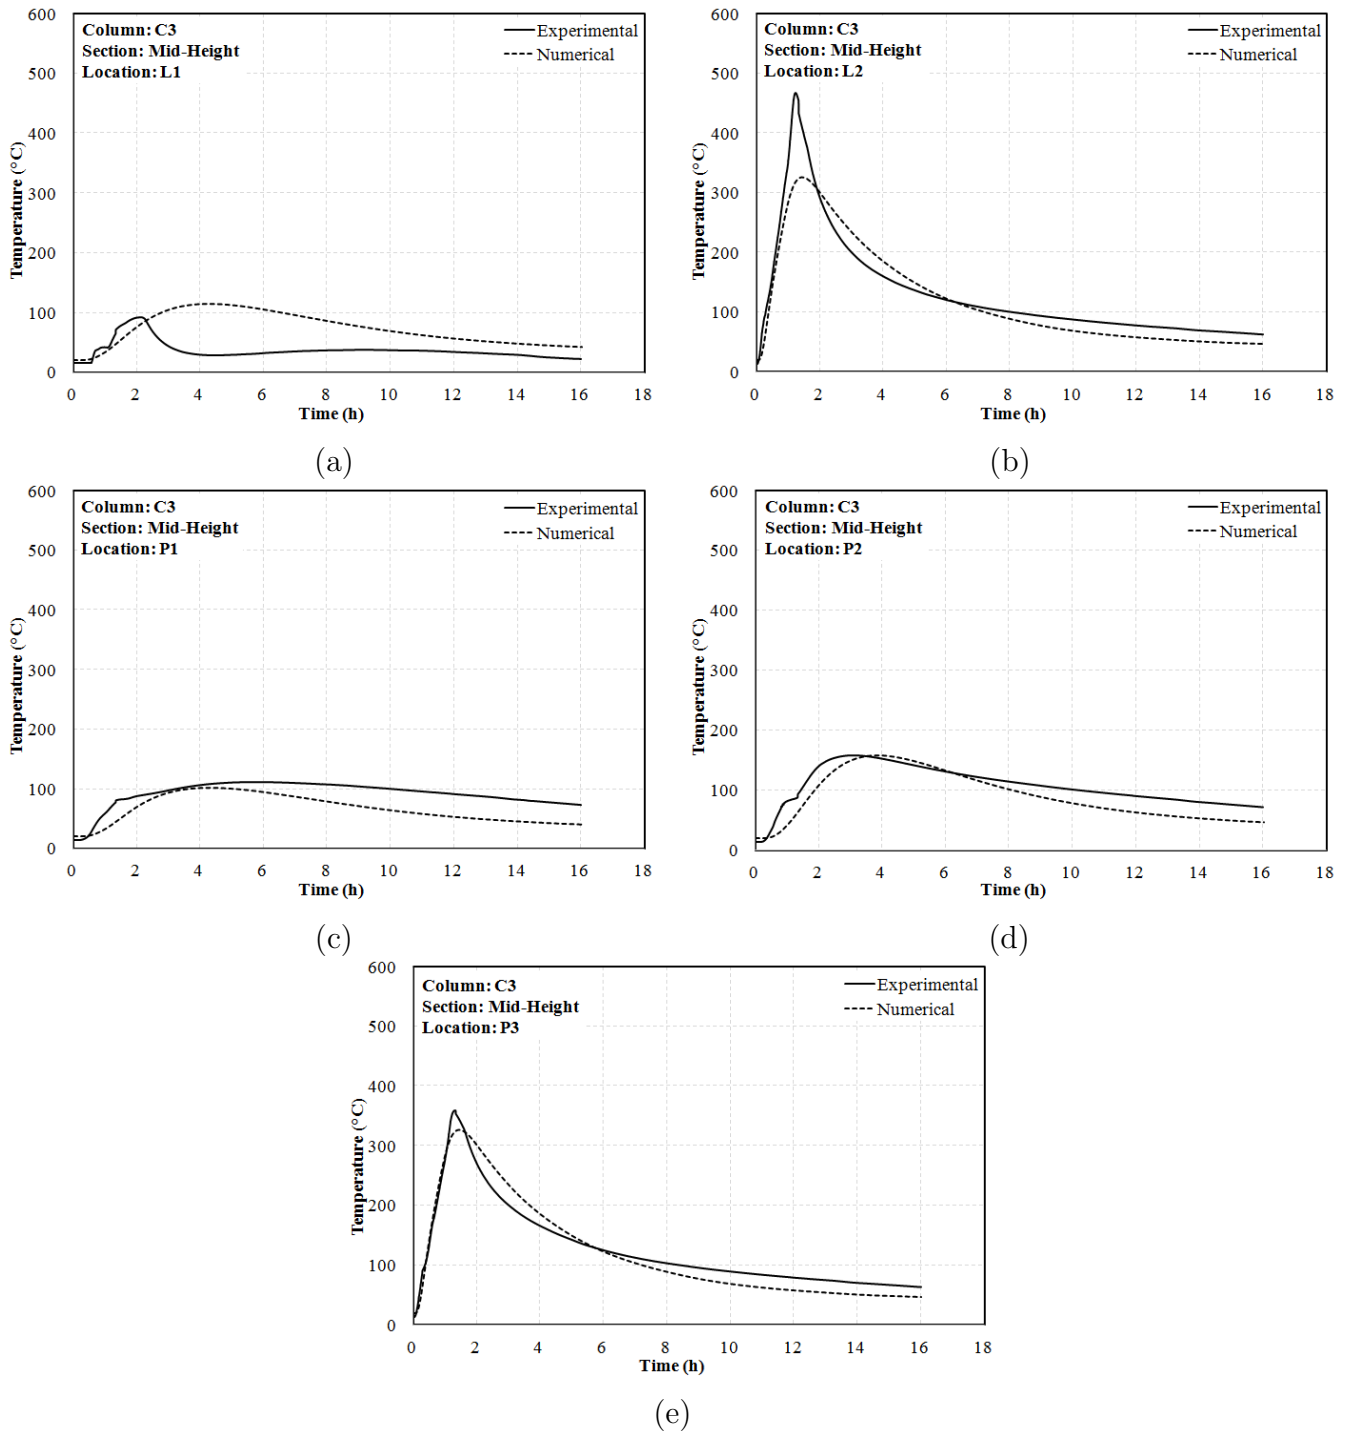 Column: C3
Section: Mid-Height
Location: L1
Experimental
Numerical
600
500
400
300
200
100
0
Temperature (°C)
0 2 4 6 8 10 12 14 16 18
Time (h)
(a)
Column: C3
Section: Mid-Height
Location: L2
Experimental
Numerical
600
500
400
300
200
100
0
Temperature (°C)
0 2 4 6 8 10 12 14 16 18
Time (h)
(b)
Column: C3
Section: Mid-Height
Location: P1
Experimental
Numerical
600
500
400
300
200
100
0
Temperature (°C)
0 2 4 6 8 10 12 14 16 18
Time (h)
(c)
Column: C3
Section: Mid-Height
Location: P2
Experimental
Numerical
600
500
400
300
200
100
0
Temperature (°C)
0 2 4 6 8 10 12 14 16 18
Time (h)
(d)
Column: C3
Section: Mid-Height
Location: P3
Experimental
Numerical
600
500
400
300
200
100
0
Temperature (°C)
0 2 4 6 8 10 12 14 16 18
Time (h)
(e)